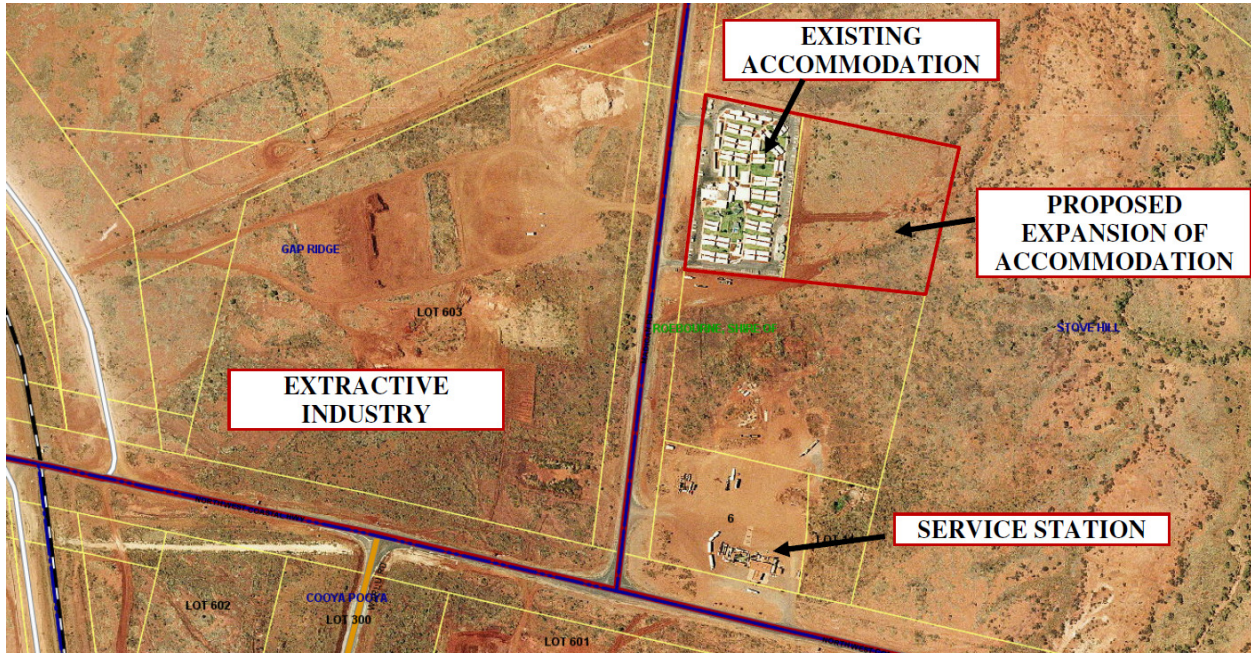 EXISTING
ACCOMMODATION
PROPOSED
EXPANSION OF
ACCOMMODATION
GAP RIDGE
LOT 603
STOVE HILL
EXTRACTIVE
INDUSTRY
6
SERVICE STATION
COOYA POOYA
LOT 602
LOT 300
LOT 601